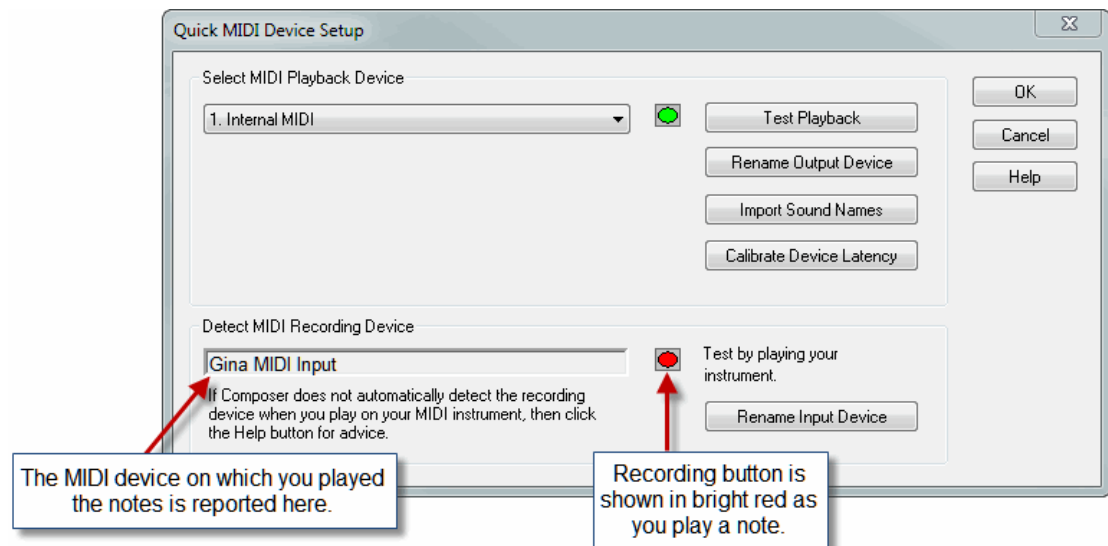 Quick MIDI Device Setup
Select MIDI Playback Device
1. Internal MIDI
Test Playback
Rename Output Device
Import Sound Names
Calibrate Device Latency
OK
Cancel
Help
Detect MIDI Recording Device
Gina MIDI Input
If Composer does not automatically detect the recording
device when you play on your MIDI instrument, then click
the Help button for advice.
Test by playing your
instrument.
Rename Input Device
The MIDI device on which you played
the notes is reported here.
Recording button is
shown in bright red as
you play a note.